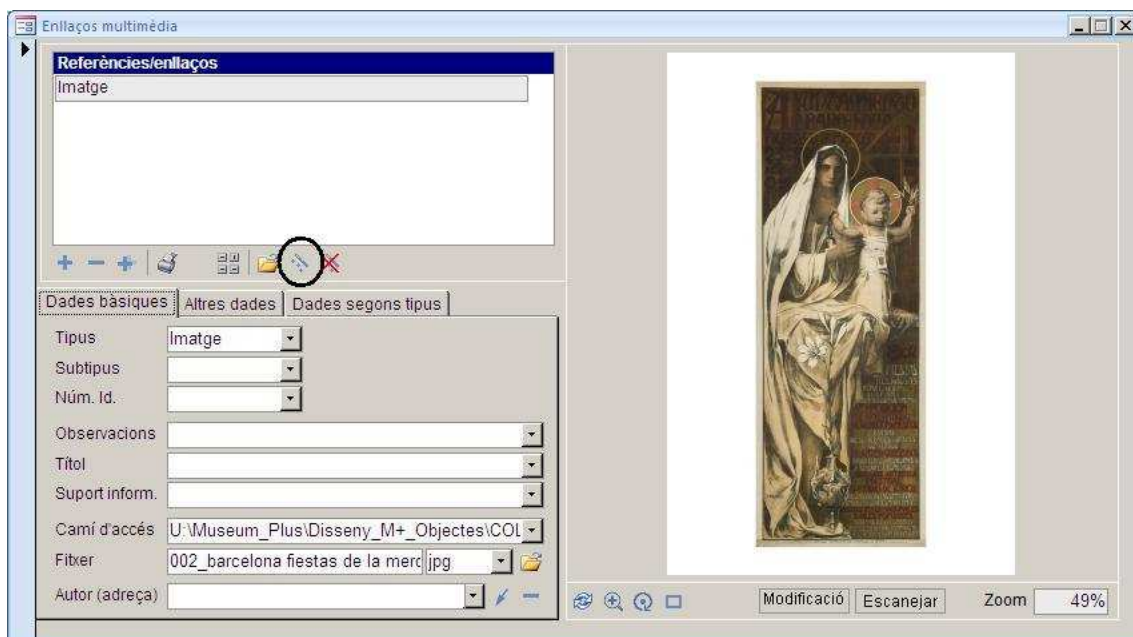 Enllaços multimèdia
Referències/enllaços
Imatge
Dades bàsiques
Altres dades
Dades segons tipus
Tipus
Imatge
Subtipus
Núm. Id.
Observacions
Títol
Suport inform.
Camí d'accés
U:\Museum_Plus\Disseny_M+_Objectes\COL
Fitxer
002_barcelona fiestas de la merc
jpg
Autor (adreça)
Modificació
Escanejar
Zoom
49%